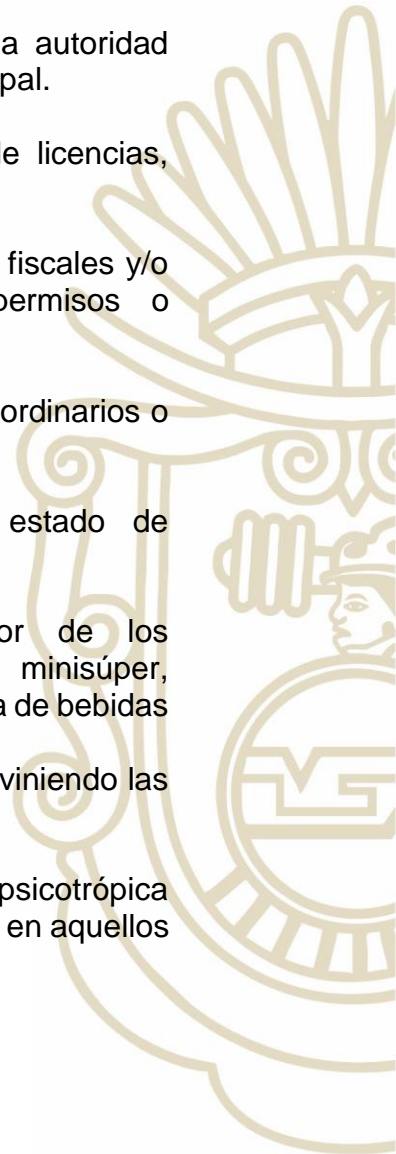 a autoridad
pal.
e licencias,
fiscales y/o
permisos o
ordinarios o
estado de
or de los
minisúper,
a de bebidas
viniendo las
psicotrópica
en aquellos